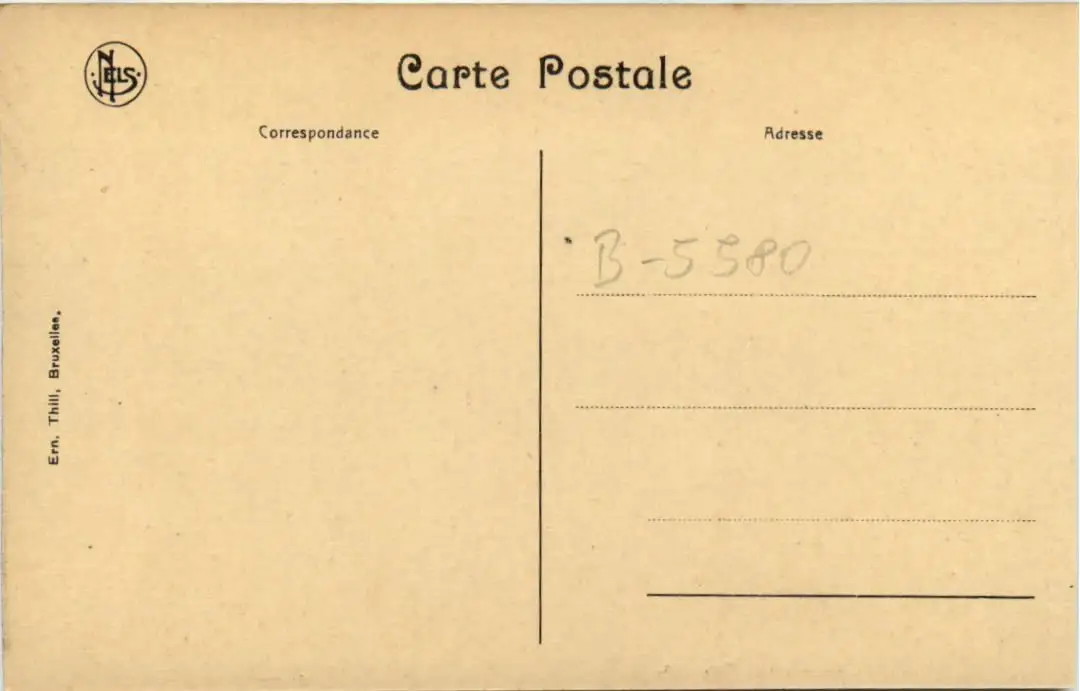 NELS
Carte Postale
Correspondance
Adresse
B-5580
Ern. Thill, Bruxelles.